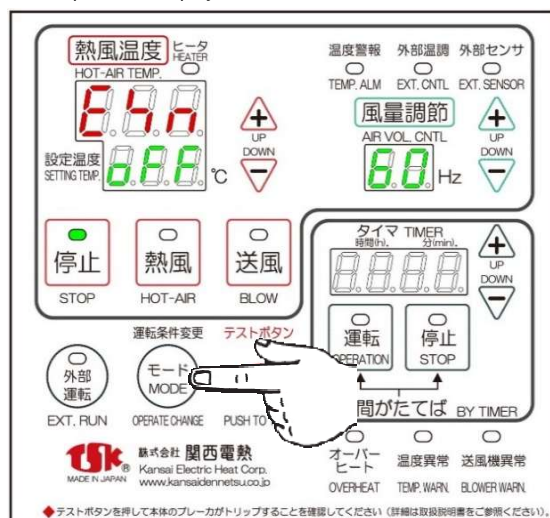 熱風温度 ヒータ
HEATER
HOT-AIR TEMP.
設定温度
SETTING TEMP.
oFF
℃
UP
DOWN
温度警報 外部温調 外部センサ
TEMP. ALM EXT. CNTL EXT. SENSOR
風量調節
AIR VOL. CNTL
60 Hz
UP
DOWN
停止 熱風 送風
STOP HOT-AIR BLOW
タイマ TIMER
時間(h). 分(min).
UP
DOWN
運転 停止
OPERATION STOP
間がたてば BY TIMER
運転条件変更 テストボタン
外部
運転
モード
MODE
EXT. RUN OPERATE CHANGE PUSH TO
オーバー
ヒート
温度異常 送風機異常
OVERHEAT TEMP. WARN. BLOWER WARN.
TSK
MADE IN JAPAN
株式会社 関西電熱
Kansai Electric Heat Corp.
www.kansaidennetsu.co.jp
◆テストボタンを押して本体のブレーカがトリップすることを確認してください（詳細は取扱説明書をご参照ください）。